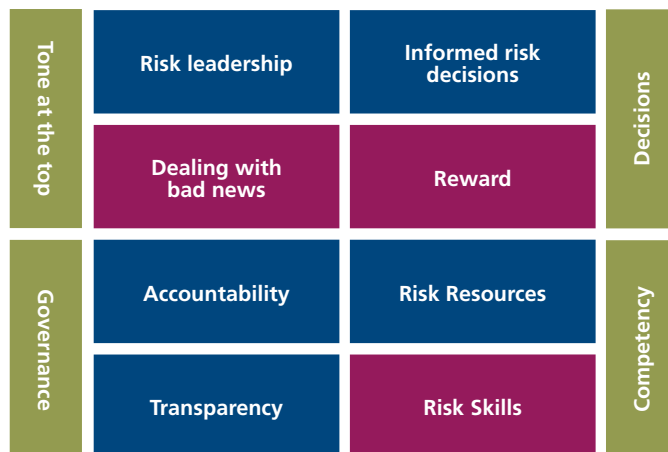 Tone at the top
Risk leadership
Informed risk
decisions
Decisions
Dealing with
bad news
Reward
Governance
Accountability
Risk Resources
Competency
Transparency
Risk Skills